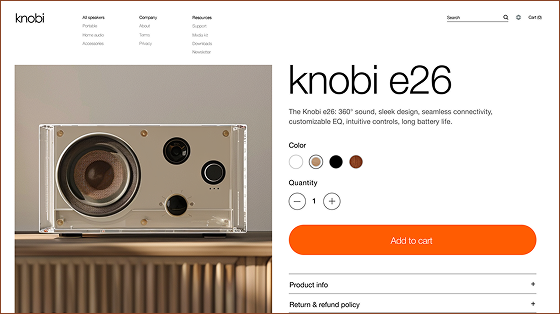 knobi
All speakers
Portable
Home audio
Accessories
Company
About
Terms
Privacy
Resources
Support
Media kit
Downloads
Newsletter
Search
Cart (0)
knobi e26
The Knobi e26: 360° sound, sleek design, seamless connectivity,
customizable EQ, intuitive controls, long battery life.
Color
Quantity
— 1 +
Add to cart
Product info +
Return & refund policy +